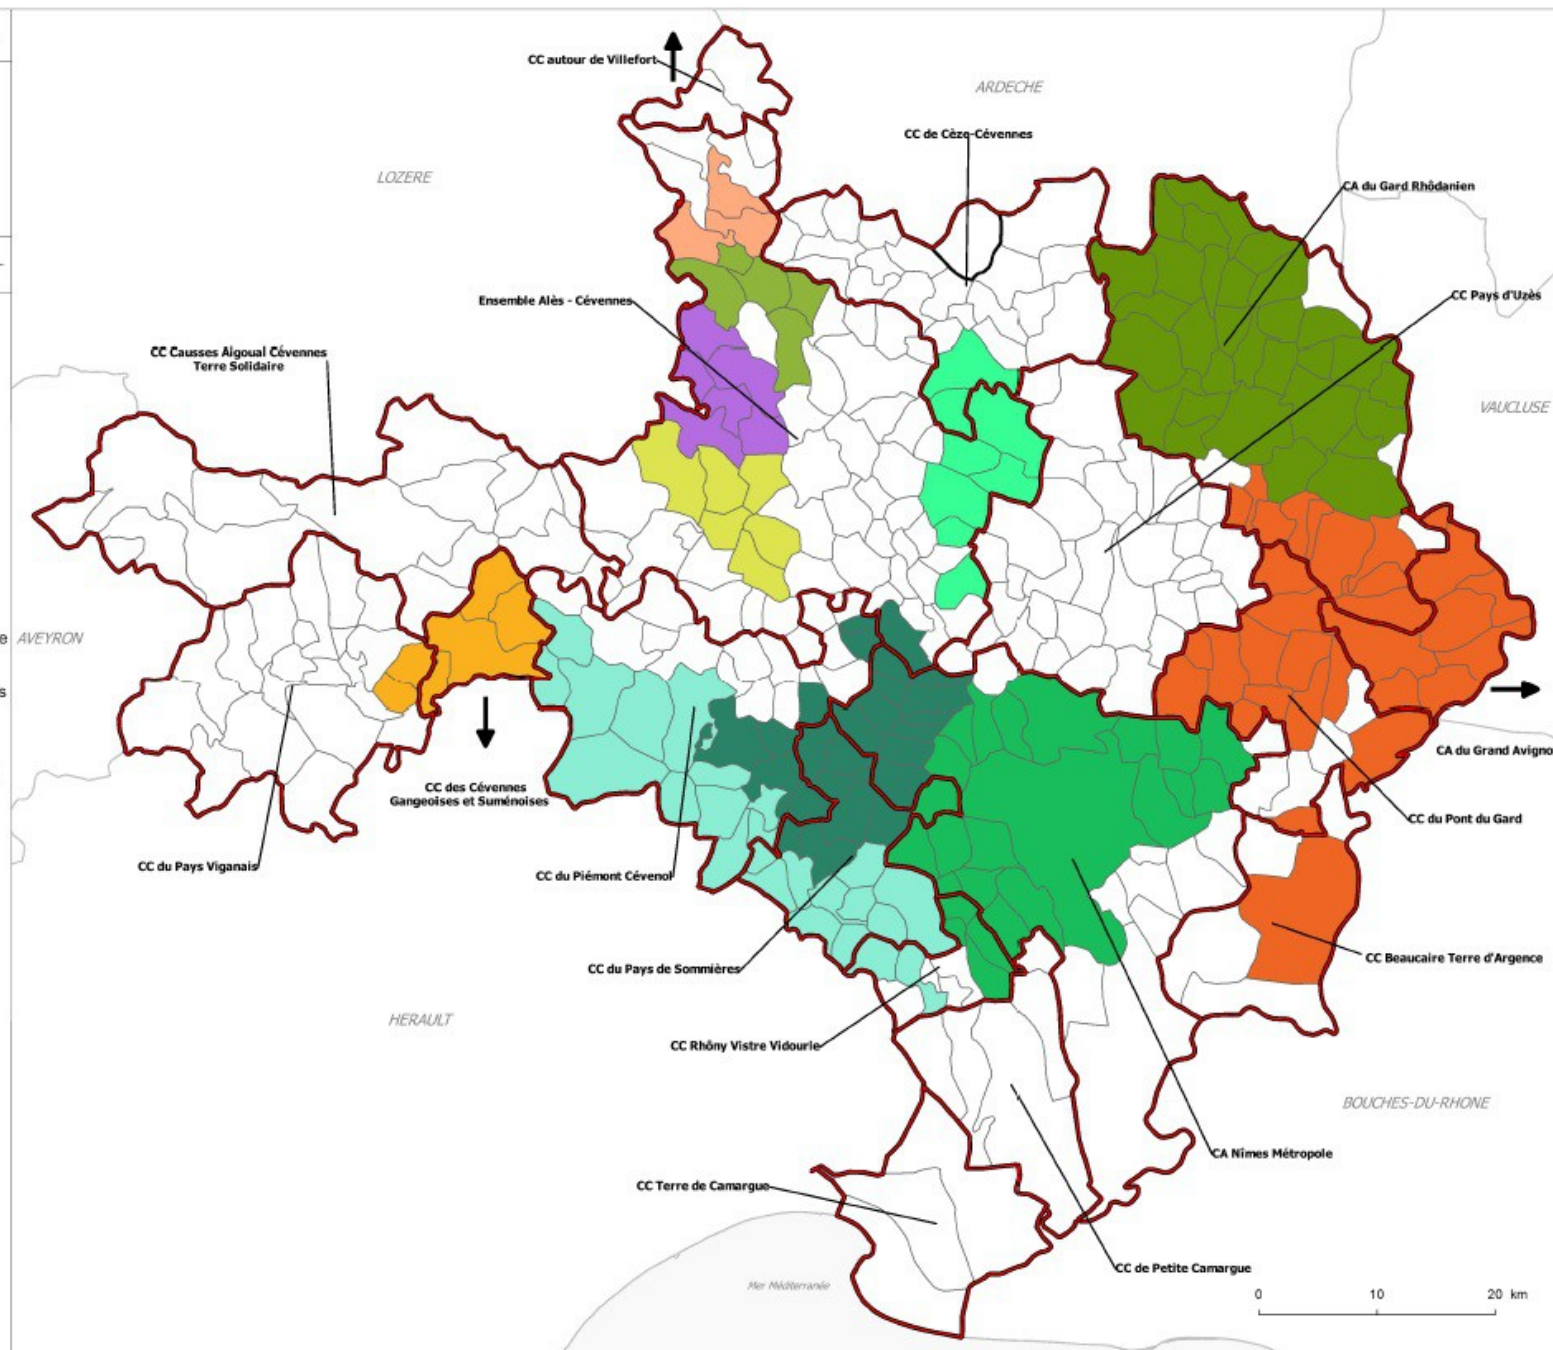 CC autour de Villefort
ARDECHE
CC de Cèze-Cévennes
LOZERE
CA du Gard Rhôdanien
Ensemble Alès - Cévennes
CC Pays d'Uzès
CC Causses Aigoual Cévennes
Terre Solidaire
VAUCLUSE
e
AVEYRON
s
CA du Grand Avigno
CC des Cévennes
Gangeoises et Suménoises
CC du Pont du Gard
CC du Pays Viganais
CC du Piémont Cévenol
CC du Pays de Sommières
CC Beaucaire Terre d'Argence
HERAULT
CC Rhôny Vistre Vidourle
BOUCHES-DU-RHONE
CA Nîmes Métropole
CC Terre de Camargue
CC de Petite Camargue
Mer Méditerranée
0 10 20 km